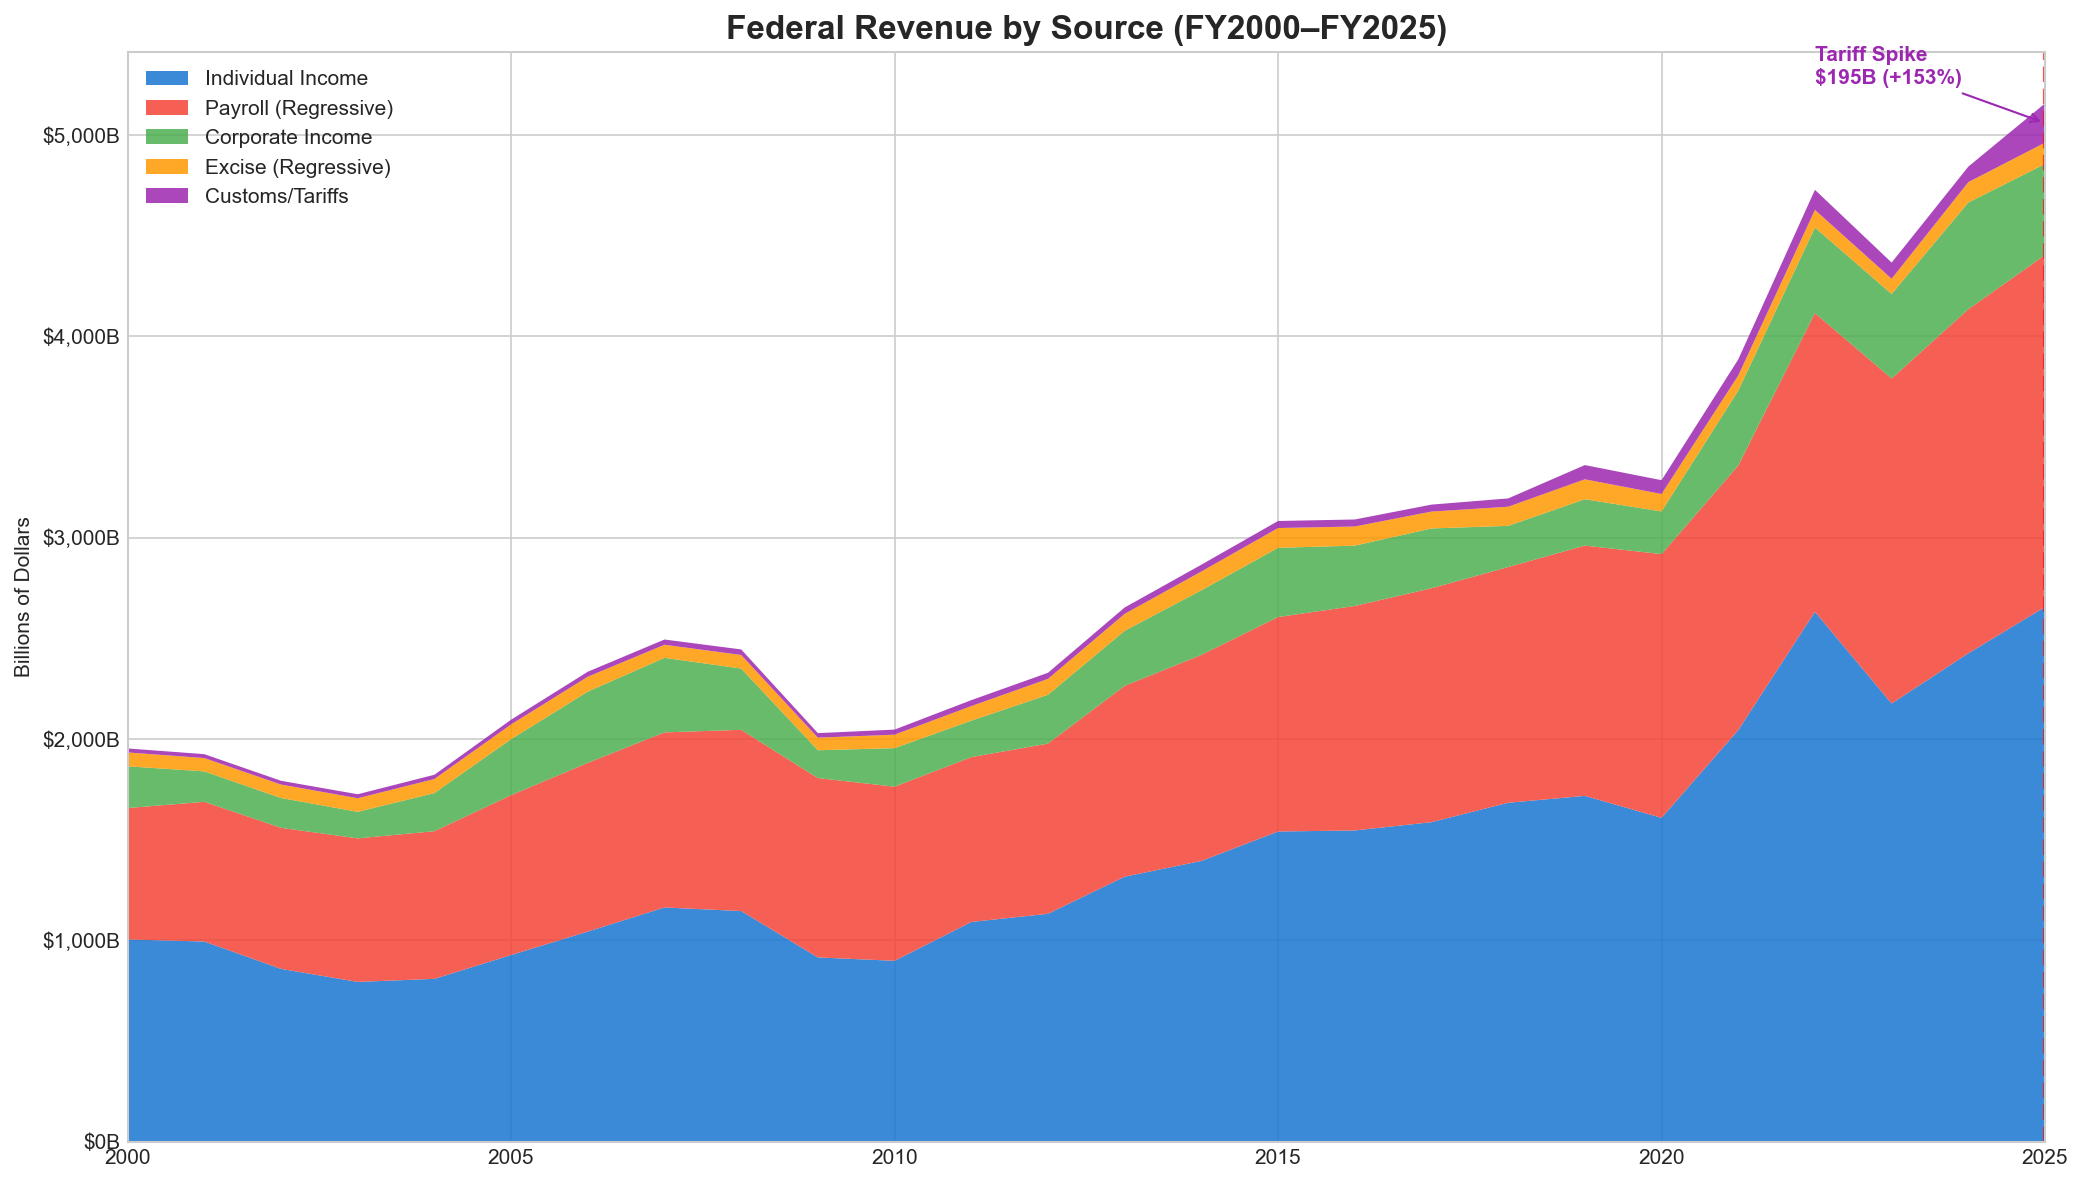 Federal Revenue by Source (FY2000–FY2025)
Tariff Spike
$195B (+153%)
Individual Income
Payroll (Regressive)
Corporate Income
Excise (Regressive)
Customs/Tariffs
Billions of Dollars
$5,000B
$4,000B
$3,000B
$2,000B
$1,000B
$0B
2000
2005
2010
2015
2020
2025